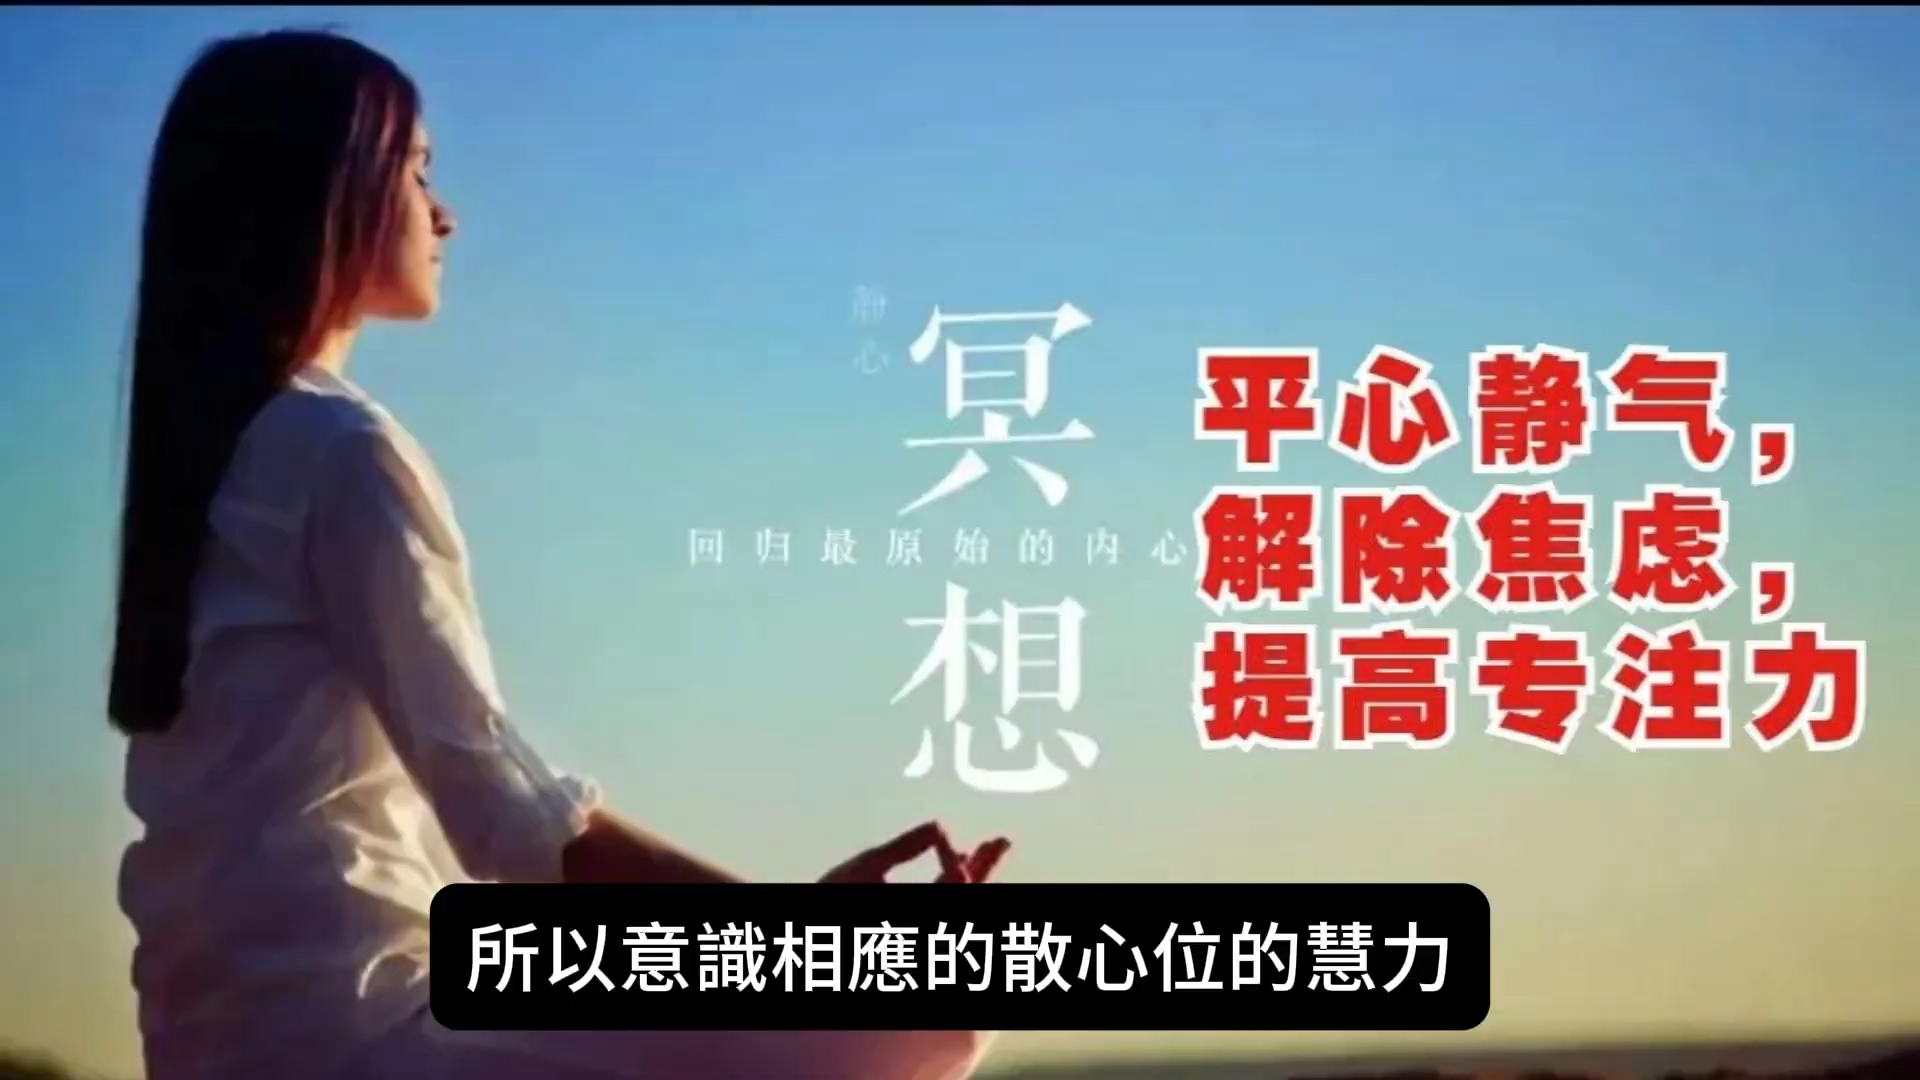 静心
冥想
回归最原始的内心
平心静气，
解除焦虑，
提高专注力
所以意識相應的散心位的慧力